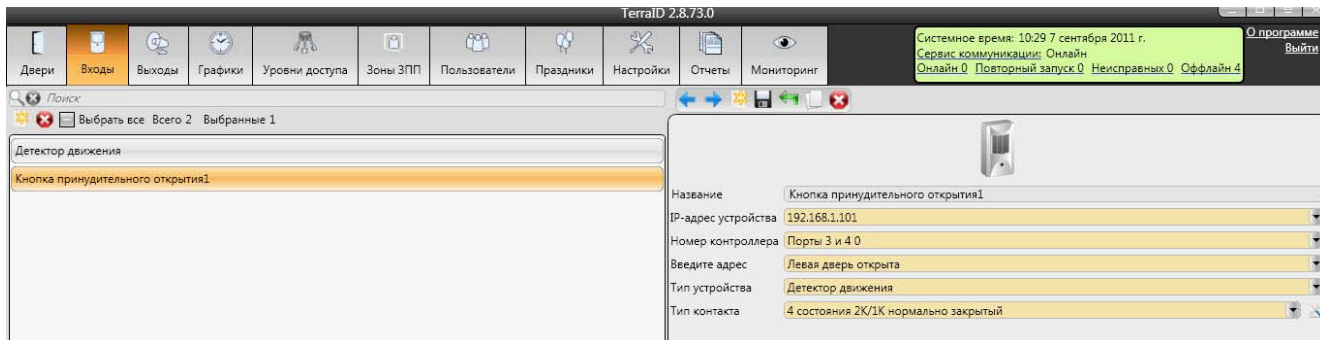 TerraID 2.8.73.0
Двери Входы Выходы Графики Уровни доступа Зоны ЗПП Пользователи Праздники Настройки Отчеты Мониторинг
Системное время: 10:29 7 сентября 2011 г.
Сервис коммуникации: Онлайн
Онлайн 0 Повторный запуск 0 Неисправных 0 Оффлайн 4
О программе
Выйти
Поиск
Выбрать все Всего 2 Выбранные 1
Детектор движения
Кнопка принудительного открытия1
Название Кнопка принудительного открытия1
IP-адрес устройства 192.168.1.101
Номер контроллера Порты 3 и 4 0
Введите адрес Левая дверь открыта
Тип устройства Детектор движения
Тип контакта 4 состояния 2К/1К нормально закрытый